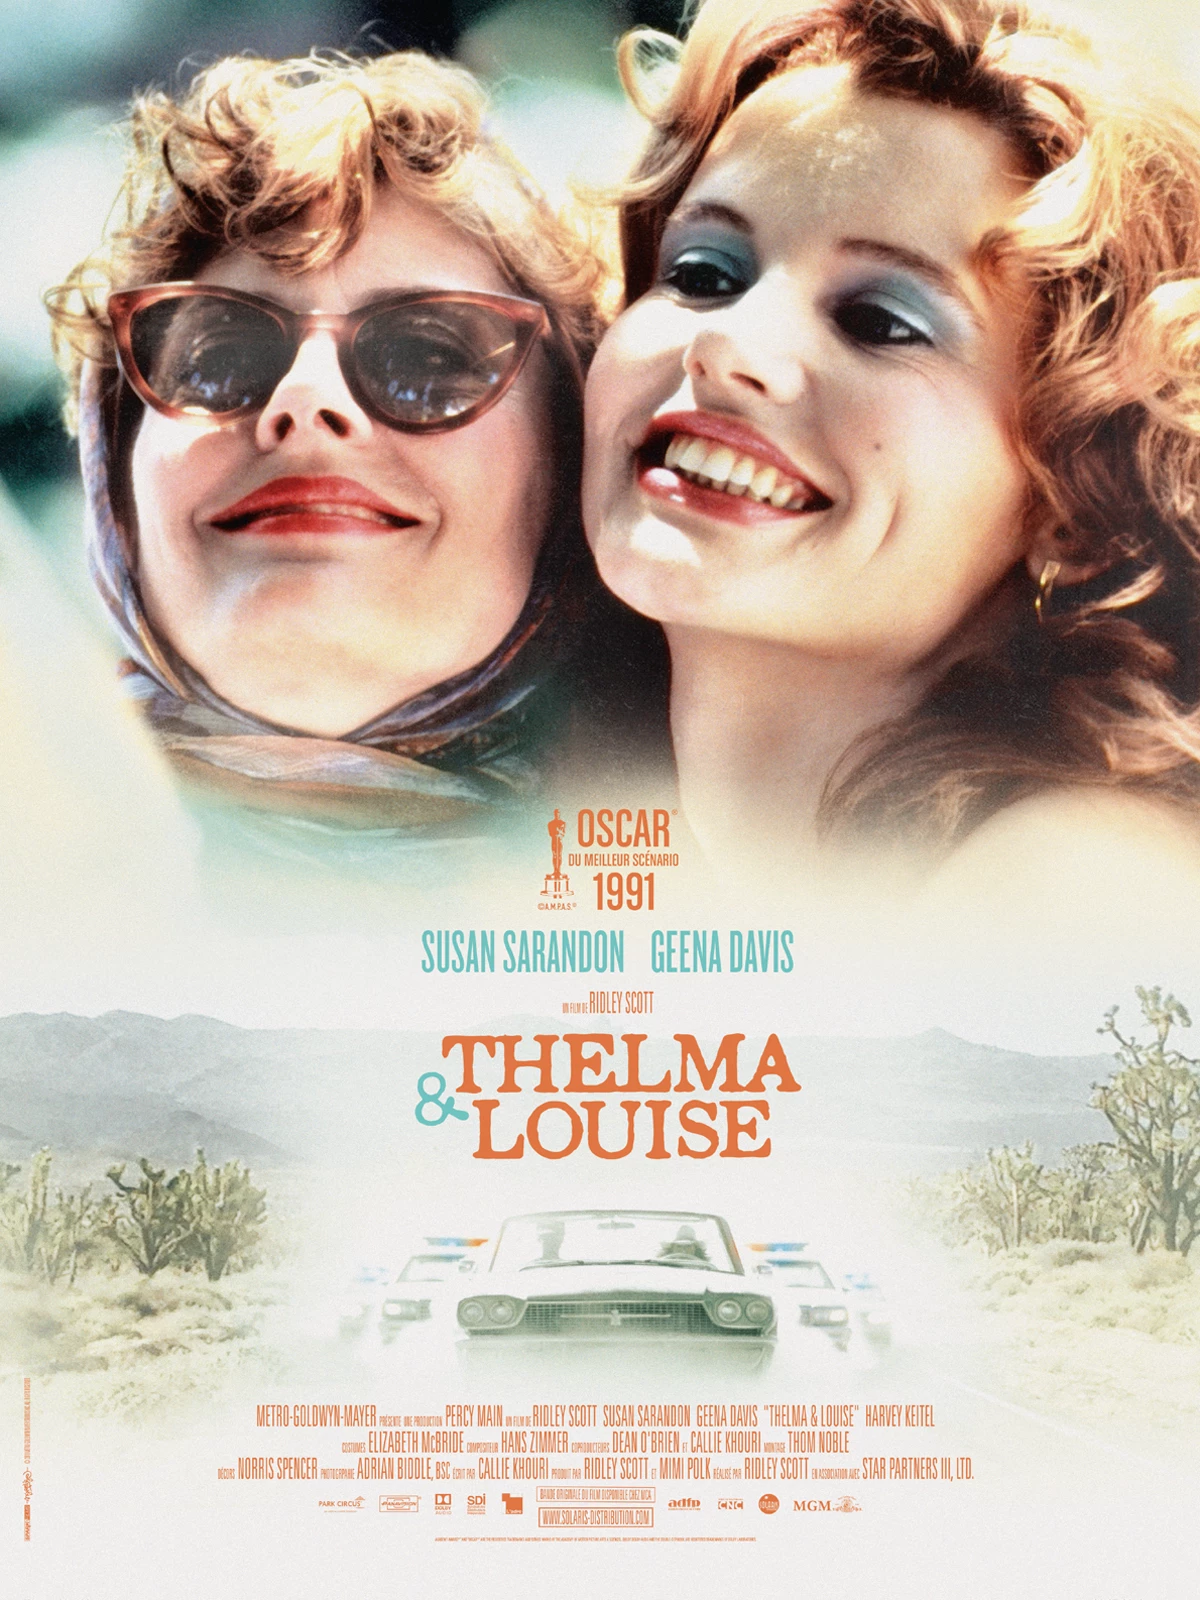 OSCAR®
DU MEILLEUR SCÉNARIO
1991
©A.M.P.A.S.®
SUSAN SARANDON GEENA DAVIS
UN FILM DE RIDLEY SCOTT
THELMA
& LOUISE
METRO-GOLDWYN-MAYER PRÉSENTE UNE PRODUCTION PERCY MAIN UN FILM DE RIDLEY SCOTT SUSAN SARANDON GEENA DAVIS "THELMA & LOUISE" HARVEY KEITEL
COSTUMES ELIZABETH McBRIDE COMPOSITEUR HANS ZIMMER COPRODUCTEURS DEAN O'BRIEN ET CALLIE KHOURI MONTAGE THOM NOBLE
DÉCORS NORRIS SPENCER PHOTOGRAPHIE ADRIAN BIDDLE, BSC ÉCRIT PAR CALLIE KHOURI PRODUIT PAR RIDLEY SCOTT ET MIMI POLK RÉALISÉ PAR RIDLEY SCOTT EN ASSOCIATION AVEC STAR PARTNERS III, LTD.
PARK CIRCUS PANAVISION DOLBY SDI BANDE ORIGINALE DU FILM DISPONIBLE CHEZ MCA adfp CNC SOLARIS MGM
WWW.SOLARIS-DISTRIBUTION.COM